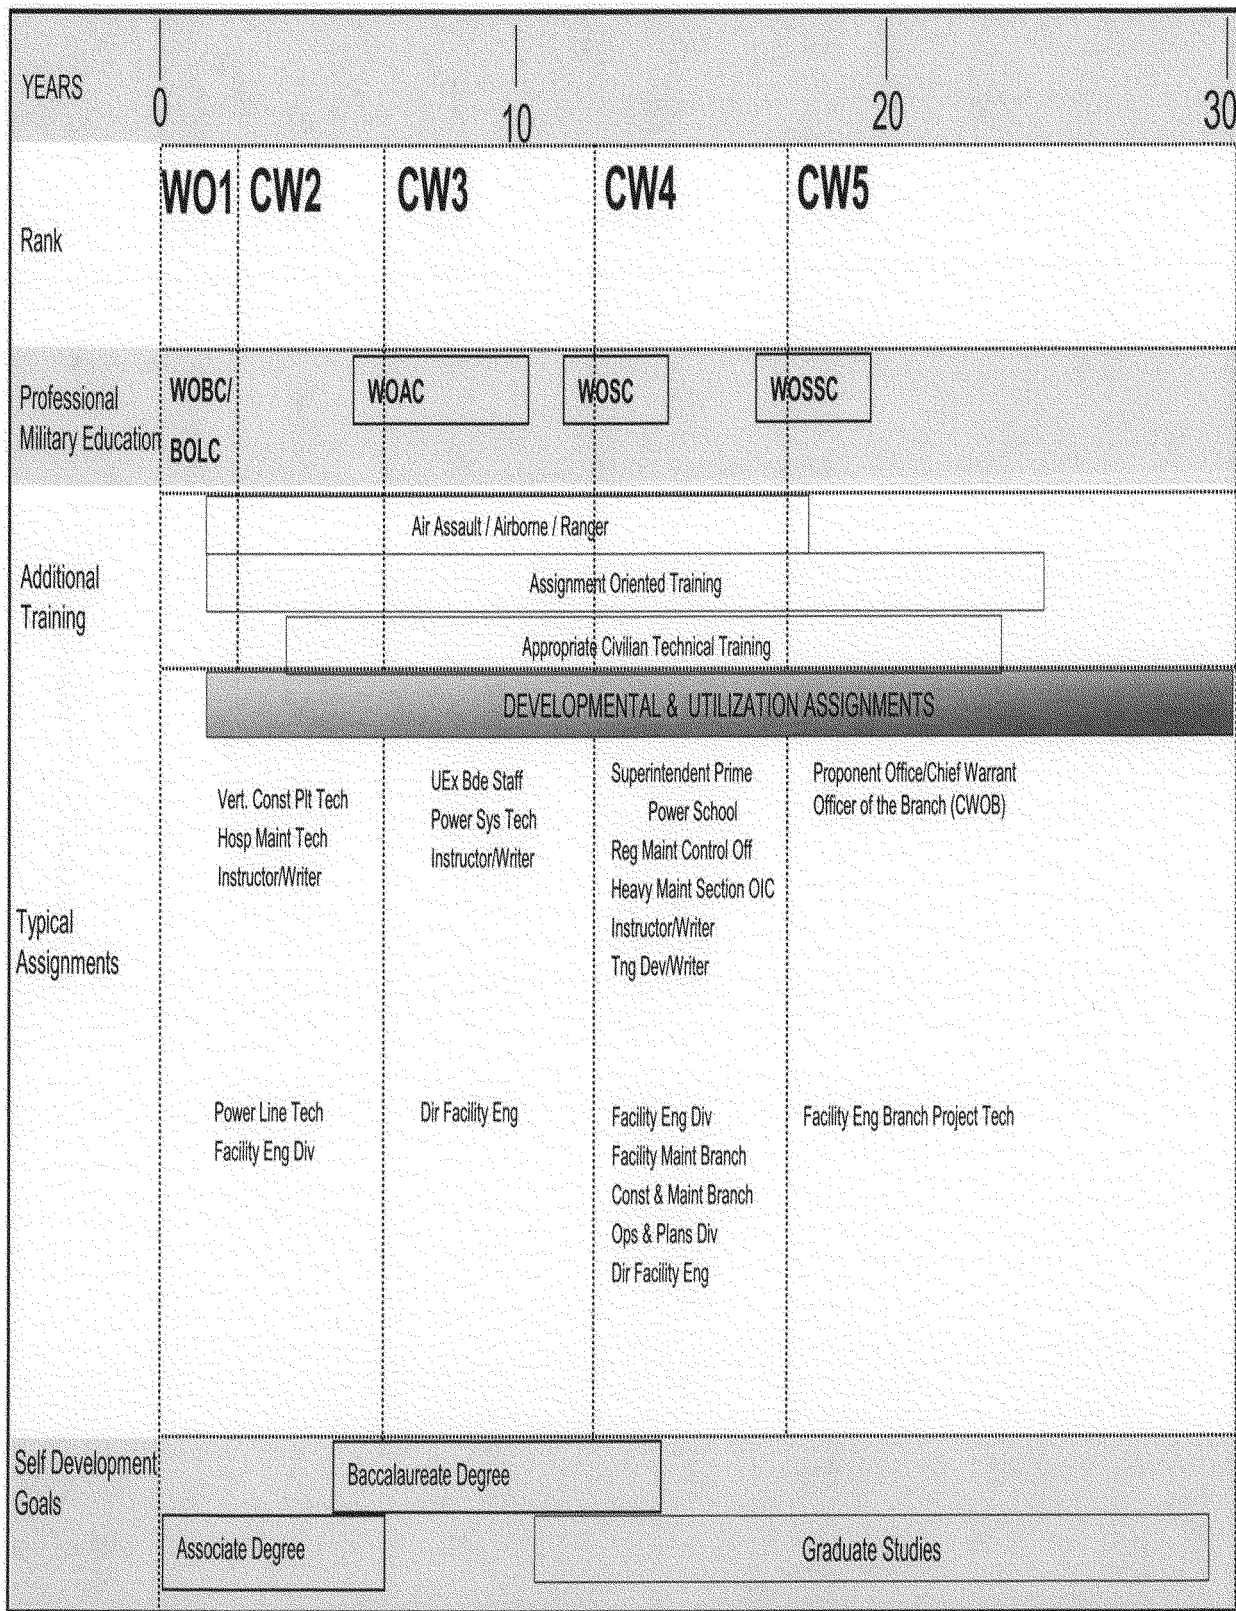 YEARS
0
10
20
30
Rank
WO1
CW2
CW3
CW4
CW5
Professional
Military Education
WOBC/
BOLC
WOAC
WOSC
WOSSC
Additional
Training
Air Assault / Airborne / Ranger
Assignment Oriented Training
Appropriate Civilian Technical Training
DEVELOPMENTAL & UTILIZATION ASSIGNMENTS
Typical
Assignments
Vert. Const Plt Tech
Hosp Maint Tech
Instructor/Writer
UEx Bde Staff
Power Sys Tech
Instructor/Writer
Superintendent Prime
Power School
Reg Maint Control Off
Heavy Maint Section OIC
Instructor/Writer
Tng Dev/Writer
Proponent Office/Chief Warrant
Officer of the Branch (CWOB)
Power Line Tech
Facility Eng Div
Dir Facility Eng
Facility Eng Div
Facility Maint Branch
Const & Maint Branch
Ops & Plans Div
Dir Facility Eng
Facility Eng Branch Project Tech
Self Development
Goals
Baccalaureate Degree
Associate Degree
Graduate Studies